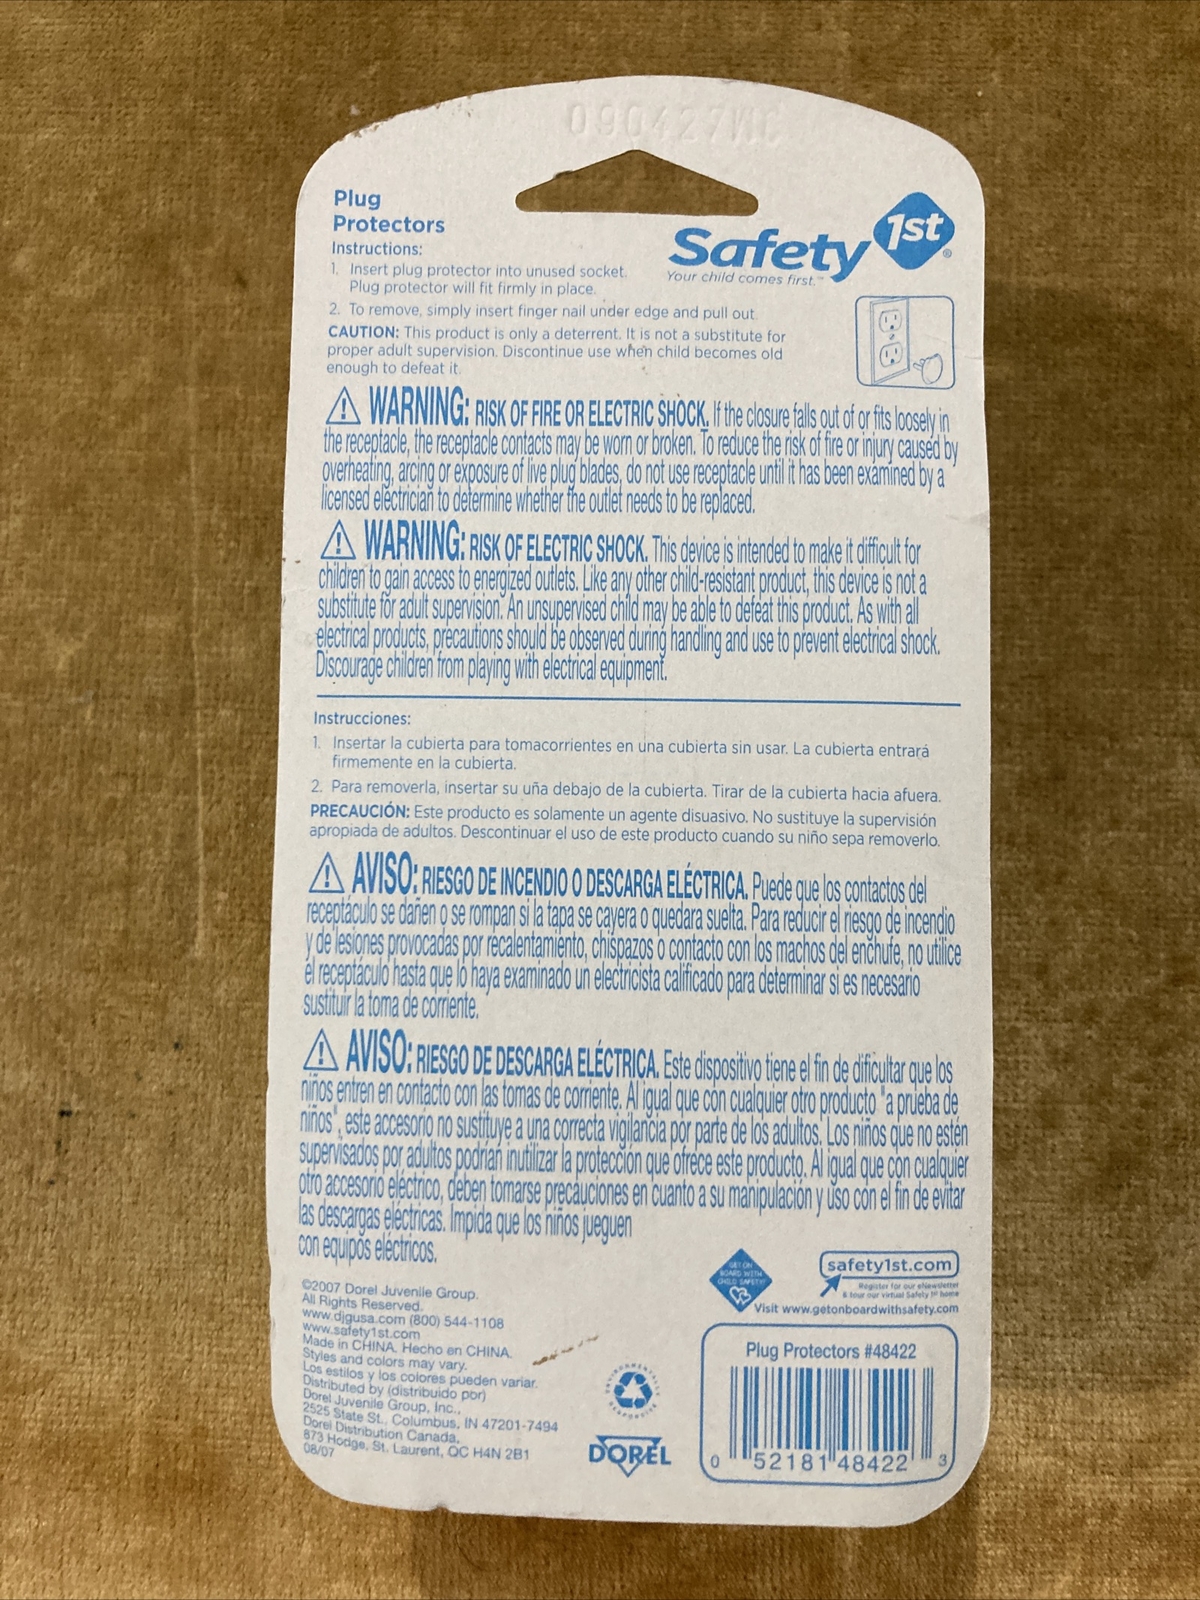 090427WC
Plug
Protectors
Safety 1st®
Your child comes first.™
Instructions:
1. Insert plug protector into unused socket.
Plug protector will fit firmly in place.
2. To remove, simply insert finger nail under edge and pull out.
CAUTION: This product is only a deterrent. It is not a substitute for
proper adult supervision. Discontinue use when child becomes old
enough to defeat it.
⚠ WARNING: RISK OF FIRE OR ELECTRIC SHOCK. If the closure falls out of or fits loosely in
the receptacle, the receptacle contacts may be worn or broken. To reduce the risk of fire or injury caused by
overheating, arcing or exposure of live plug blades, do not use receptacle until it has been examined by a
licensed electrician to determine whether the outlet needs to be replaced.
⚠ WARNING: RISK OF ELECTRIC SHOCK. This device is intended to make it difficult for
children to gain access to energized outlets. Like any other child-resistant product, this device is not a
substitute for adult supervision. An unsupervised child may be able to defeat this product. As with all
electrical products, precautions should be observed during handling and use to prevent electrical shock.
Discourage children from playing with electrical equipment.
Instrucciones:
1. Insertar la cubierta para tomacorrientes en una cubierta sin usar. La cubierta entrará
firmemente en la cubierta.
2. Para removerla, insertar su uña debajo de la cubierta. Tirar de la cubierta hacia afuera.
PRECAUCIÓN: Este producto es solamente un agente disuasivo. No sustituye la supervisión
apropiada de adultos. Descontinuar el uso de este producto cuando su niño sepa removerlo.
⚠ AVISO: RIESGO DE INCENDIO O DESCARGA ELÉCTRICA. Puede que los contactos del
receptáculo se dañen o se rompan si la tapa se cayera o quedara suelta. Para reducir el riesgo de incendio
y de lesiones provocadas por recalentamiento, chispazos o contacto con los machos del enchufe, no utilice
el receptáculo hasta que lo haya examinado un electricista calificado para determinar si es necesario
sustituir la toma de corriente.
⚠ AVISO: RIESGO DE DESCARGA ELÉCTRICA. Este dispositivo tiene el fin de dificultar que los
niños entren en contacto con las tomas de corriente. Al igual que con cualquier otro producto "a prueba de
niños", este accesorio no sustituye a una correcta vigilancia por parte de los adultos. Los niños que no estén
supervisados por adultos podrían inutilizar la protección que ofrece este producto. Al igual que con cualquier
otro accesorio eléctrico, deben tomarse precauciones en cuanto a su manipulación y uso con el fin de evitar
las descargas eléctricas. Impida que los niños jueguen
con equipos eléctricos.
©2007 Dorel Juvenile Group.
All Rights Reserved.
www.djgusa.com (800) 544-1108
www.safety1st.com
Made in CHINA. Hecho en CHINA.
Styles and colors may vary.
Los estilos y los colores pueden variar.
Distributed by (distribuido por)
Dorel Juvenile Group, Inc.,
2525 State St., Columbus, IN 47201-7494
Dorel Distribution Canada,
873 Hodge, St. Laurent, QC H4N 2B1
08/07
ENVIRONMENTALLY
RESPONSIVE
DOREL
GET ON
BOARD WITH
CHILD SAFETY!
safety1st.com
Register for our eNewsletter
& tour our virtual Safety 1st home
Visit www.getonboardwithsafety.com
Plug Protectors #48422
0 52181 48422 3